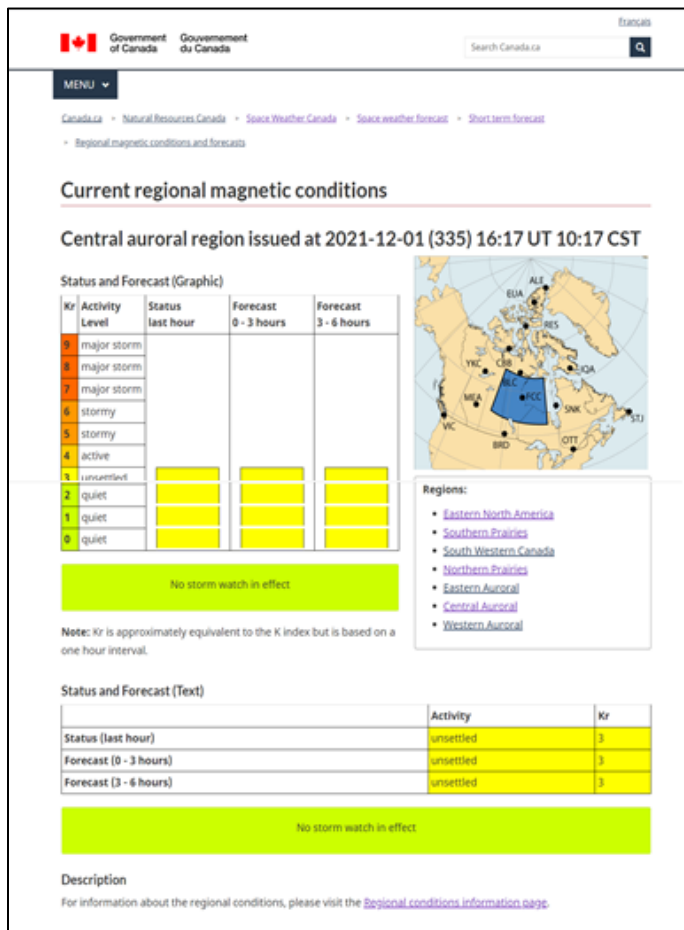 Français
Government of Canada Gouvernement du Canada
Search Canada.ca
MENU
Canada.ca Natural Resources Canada Space Weather Canada Space weather forecast Short term forecast
Regional magnetic conditions and forecasts
Current regional magnetic conditions
Central auroral region issued at 2021-12-01 (335) 16:17 UT 10:17 CST
Status and Forecast (Graphic)
Kr Activity Level Status last hour Forecast 0 - 3 hours Forecast 3 - 6 hours
9 major storm
8 major storm
7 major storm
6 stormy
5 stormy
4 active
3 unsettled
2 quiet
1 quiet
0 quiet
ALE
EUA
RES
YKC CBB IQA
BLC
MEA FCC SNK
VIC STJ
BRD OTT
No storm watch in effect
Note: Kr is approximately equivalent to the K index but is based on a
one hour interval.
Regions:
Eastern North America
Southern Prairies
South Western Canada
Northern Prairies
Eastern Auroral
Central Auroral
Western Auroral
Status and Forecast (Text)
Activity Kr
Status (last hour) unsettled 3
Forecast (0 - 3 hours) unsettled 3
Forecast (3 - 6 hours) unsettled 3
No storm watch in effect
Description
For information about the regional conditions, please visit the Regional conditions information page.